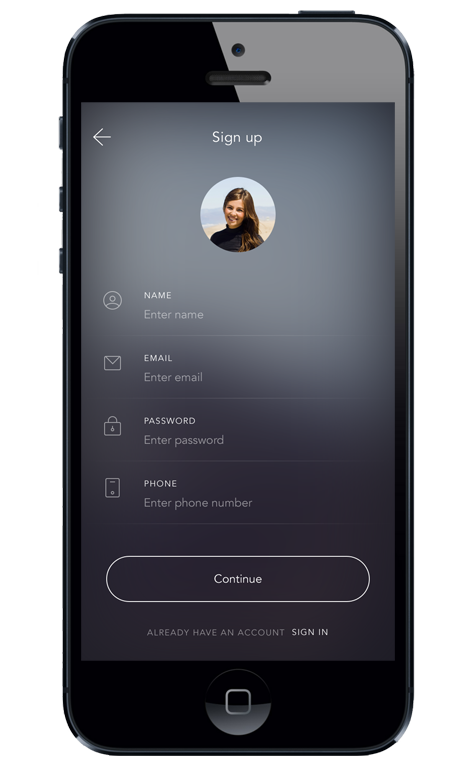 Sign up
NAME
Enter name
EMAIL
Enter email
PASSWORD
Enter password
PHONE
Enter phone number
Continue
ALREADY HAVE AN ACCOUNT SIGN IN